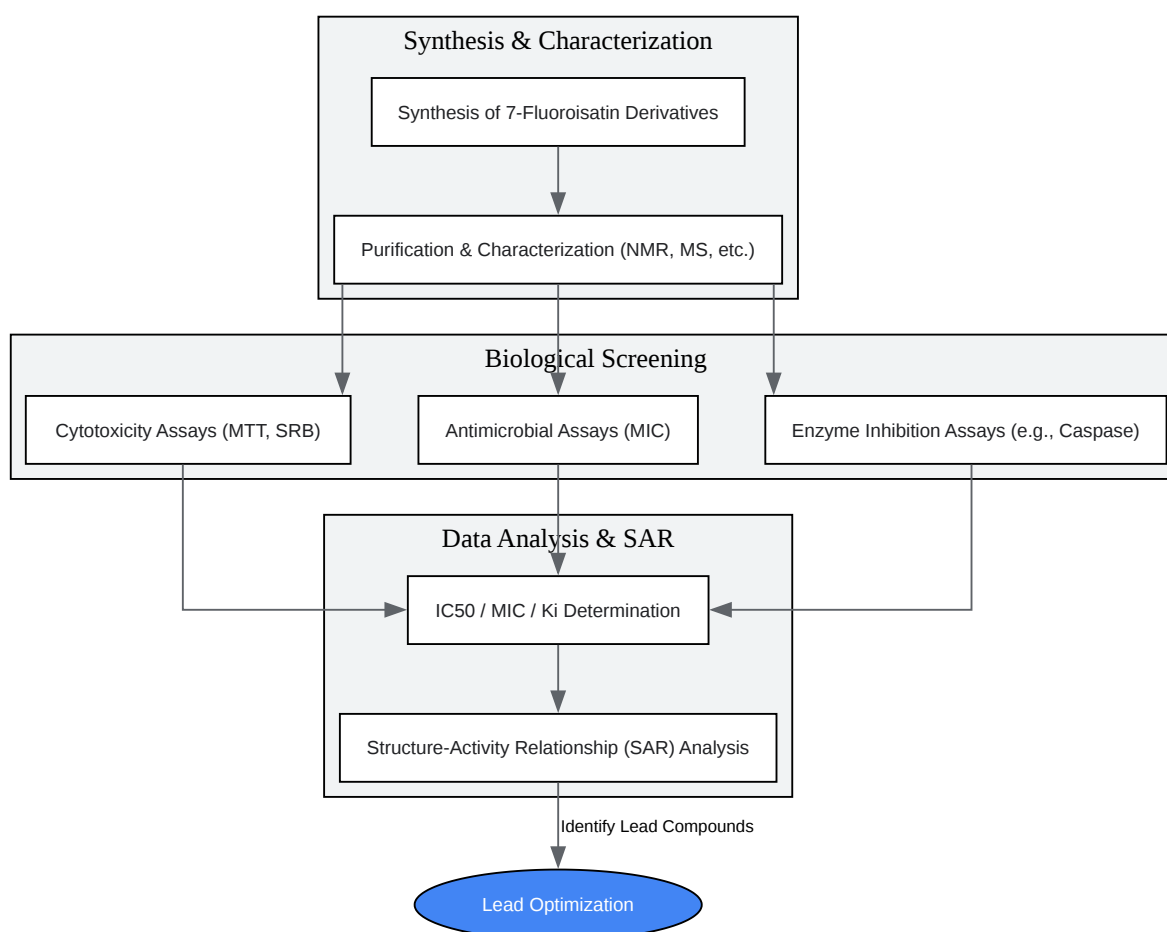 Synthesis & Characterization
Synthesis of 7-Fluoroisatin Derivatives
Purification & Characterization (NMR, MS, etc.)
Biological Screening
Cytotoxicity Assays (MTT, SRB)
Antimicrobial Assays (MIC)
Enzyme Inhibition Assays (e.g., Caspase)
Data Analysis & SAR
IC50 / MIC / Ki Determination
Structure-Activity Relationship (SAR) Analysis
Identify Lead Compounds
Lead Optimization